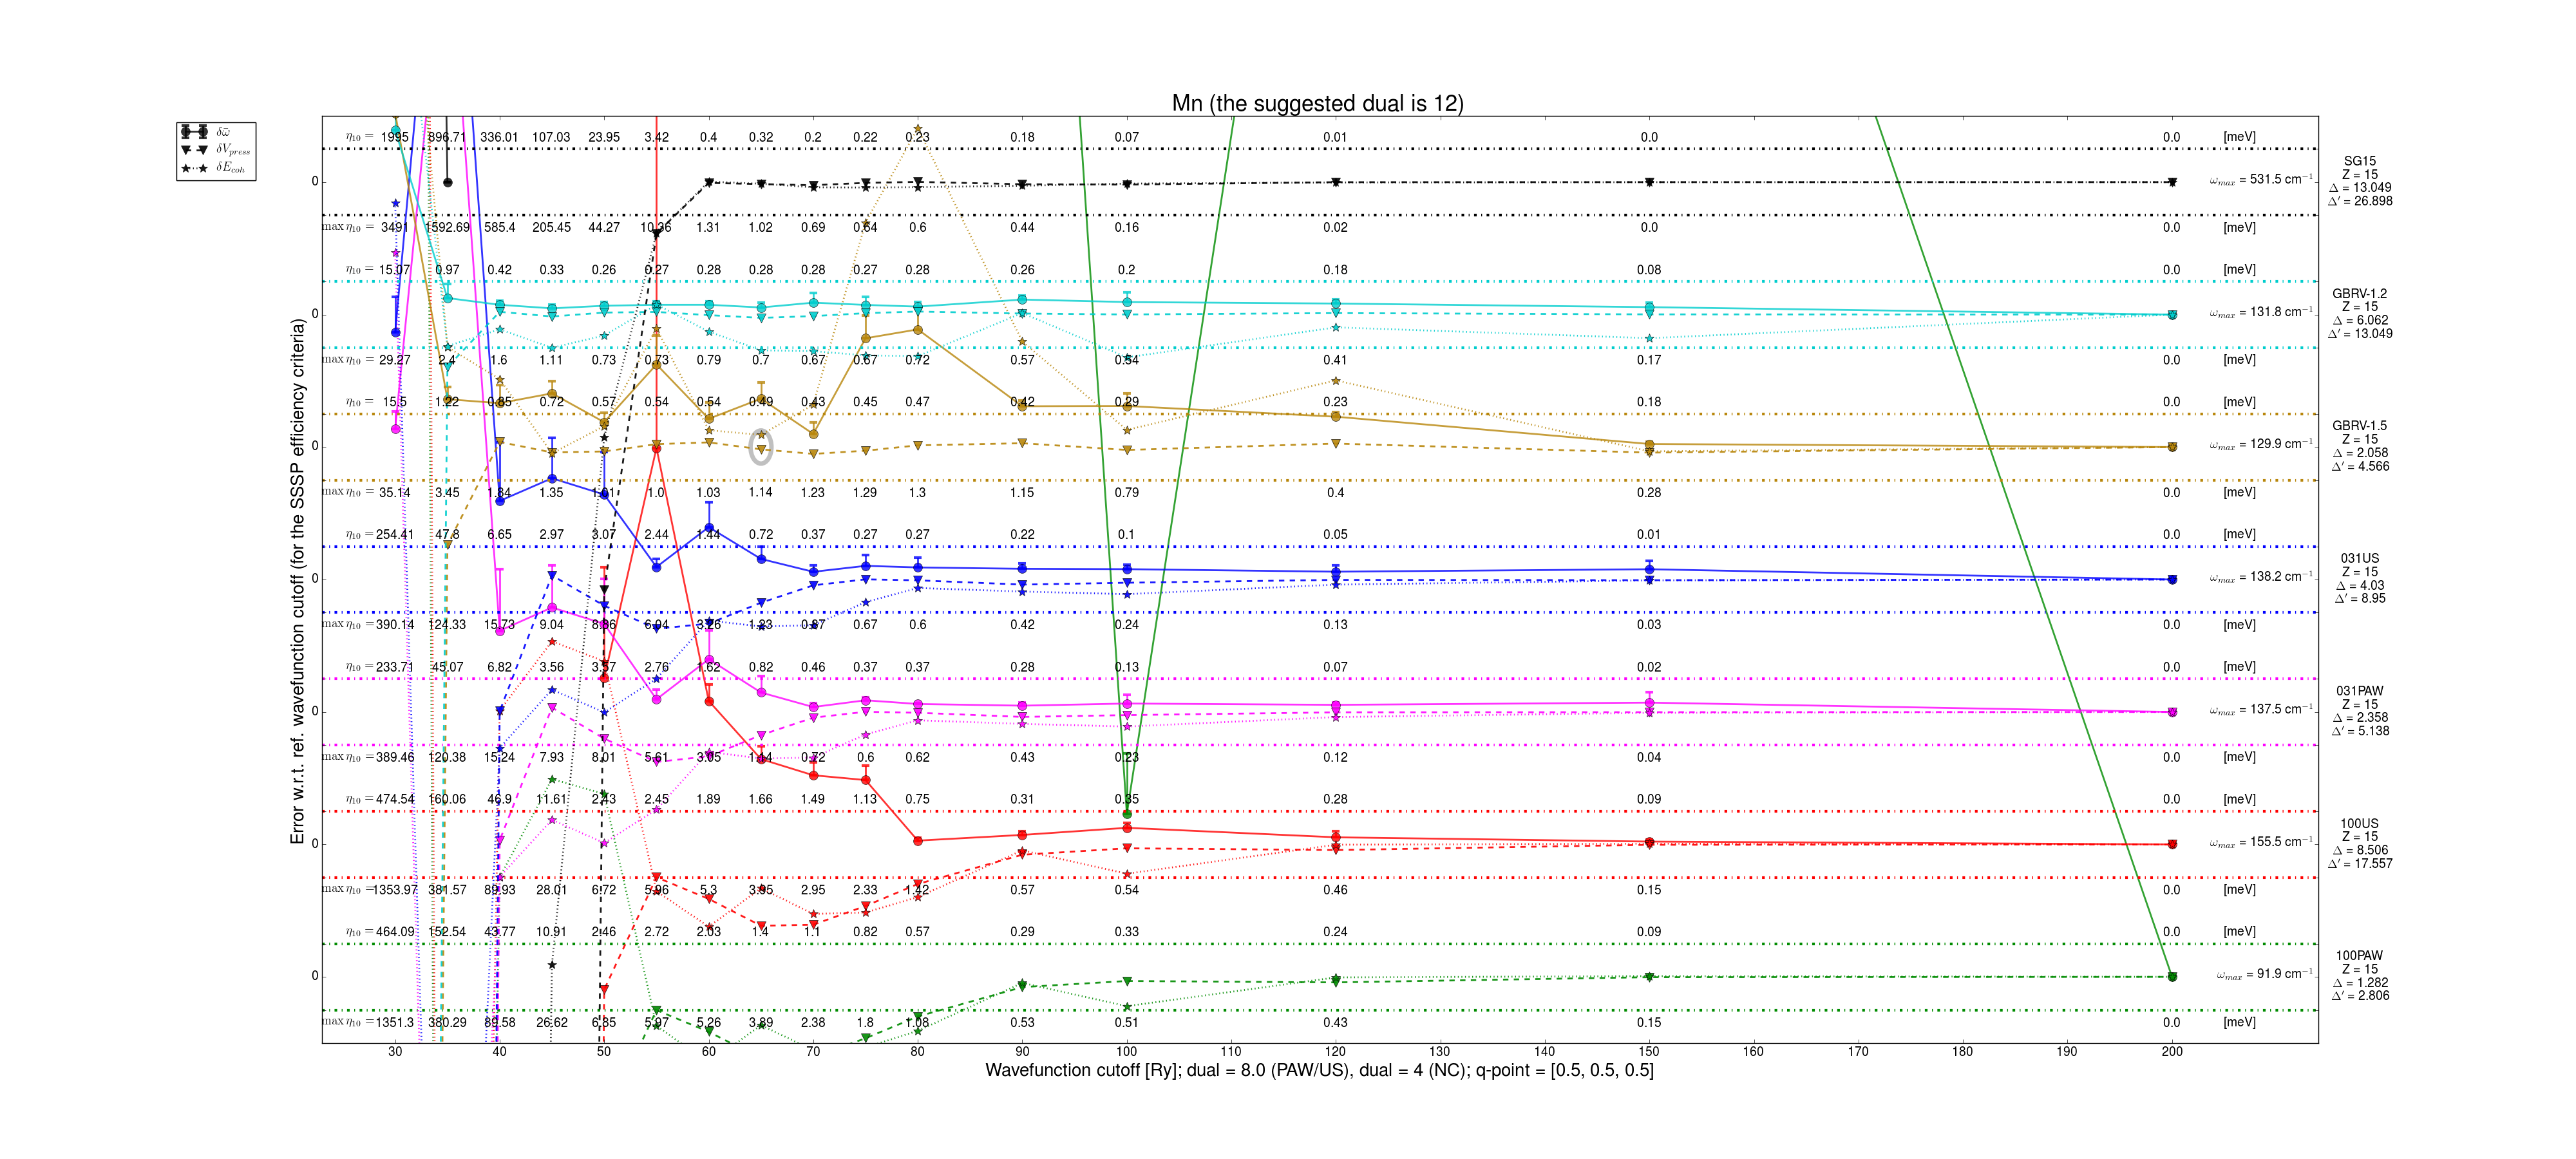 Mn (the suggested dual is 12)
δω̄
δV_press
δE_coh
Error w.r.t. ref. wavefunction cutoff (for the SSSP efficiency criteria)
η₁₀ = 1995 896.71 336.01 107.03 23.95 3.42 0.4 0.32 0.2 0.22 0.23 0.18 0.07 0.01 0.0 0.0 [meV]
0 ω_max = 531.5 cm⁻¹
SG15
Z = 15
Δ = 13.049
Δ′ = 26.898
max η₁₀ = 3491 1592.69 585.4 205.45 44.27 10.36 1.31 1.02 0.69 0.64 0.6 0.44 0.16 0.02 0.0 0.0 [meV]
η₁₀ = 15.07 0.97 0.42 0.33 0.26 0.27 0.28 0.28 0.28 0.27 0.28 0.26 0.2 0.18 0.08 0.0 [meV]
0 ω_max = 131.8 cm⁻¹
GBRV-1.2
Z = 15
Δ = 6.062
Δ′ = 13.049
max η₁₀ = 29.27 2.4 1.6 1.11 0.73 0.73 0.79 0.7 0.67 0.67 0.72 0.57 0.54 0.41 0.17 0.0 [meV]
η₁₀ = 15.5 1.22 0.85 0.72 0.57 0.54 0.54 0.49 0.43 0.45 0.47 0.42 0.29 0.23 0.18 0.0 [meV]
0 ω_max = 129.9 cm⁻¹
GBRV-1.5
Z = 15
Δ = 2.058
Δ′ = 4.566
max η₁₀ = 35.14 3.45 1.84 1.35 1.0 1.03 1.14 1.23 1.29 1.3 1.15 0.79 0.4 0.28 0.0 [meV]
η₁₀ = 254.41 47.8 6.65 2.97 3.07 2.44 1.44 0.72 0.37 0.27 0.27 0.22 0.1 0.05 0.01 0.0 [meV]
0 ω_max = 138.2 cm⁻¹
031US
Z = 15
Δ = 4.03
Δ′ = 8.95
max η₁₀ = 390.14 124.33 15.73 9.04 6.04 3.26 0.67 0.6 0.42 0.24 0.13 0.03 0.0 [meV]
η₁₀ = 233.71 45.07 6.82 3.56 3.57 2.76 1.62 0.82 0.46 0.37 0.37 0.28 0.13 0.07 0.02 0.0 [meV]
0 ω_max = 137.5 cm⁻¹
031PAW
Z = 15
Δ = 2.358
Δ′ = 5.138
max η₁₀ = 389.46 120.38 15.24 7.93 8.01 5.61 3.05 0.72 0.6 0.62 0.43 0.23 0.12 0.04 0.0 [meV]
η₁₀ = 474.54 160.06 46.9 11.61 2.43 2.45 1.89 1.66 1.49 1.13 0.75 0.31 0.35 0.28 0.09 0.0 [meV]
0 ω_max = 155.5 cm⁻¹
100US
Z = 15
Δ = 8.506
Δ′ = 17.557
max η₁₀ = 1353.97 381.57 89.93 28.01 6.72 5.96 5.3 3.95 2.95 2.33 1.42 0.57 0.54 0.46 0.15 0.0 [meV]
η₁₀ = 464.09 152.54 43.77 10.91 2.46 2.72 2.03 1.4 1.1 0.82 0.57 0.29 0.33 0.24 0.09 0.0 [meV]
0 ω_max = 91.9 cm⁻¹
100PAW
Z = 15
Δ = 1.282
Δ′ = 2.806
max η₁₀ = 1351.3 380.29 89.58 26.62 6.35 5.97 5.26 3.89 2.38 1.8 1.08 0.53 0.51 0.43 0.15 0.0 [meV]
30 40 50 60 70 80 90 100 110 120 130 140 150 160 170 180 190 200
Wavefunction cutoff [Ry]; dual = 8.0 (PAW/US), dual = 4 (NC); q-point = [0.5, 0.5, 0.5]